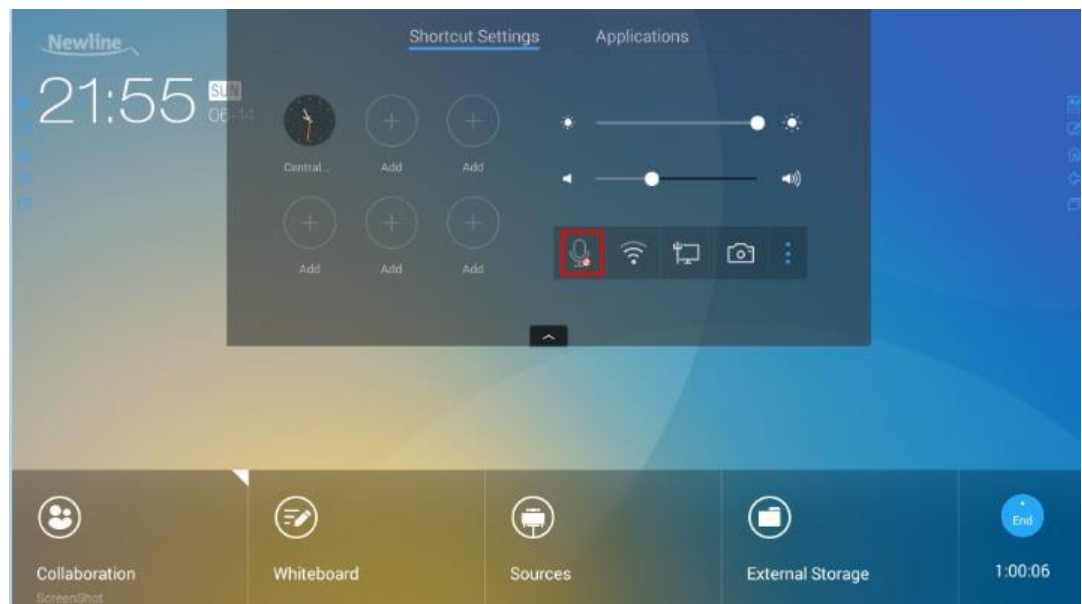 Newline
Shortcut Settings
Applications
21:55
SUN
06-14
Central...
Add
Add
Add
Add
Add
Collaboration
ScreenShot
Whiteboard
Sources
External Storage
End
1:00:06